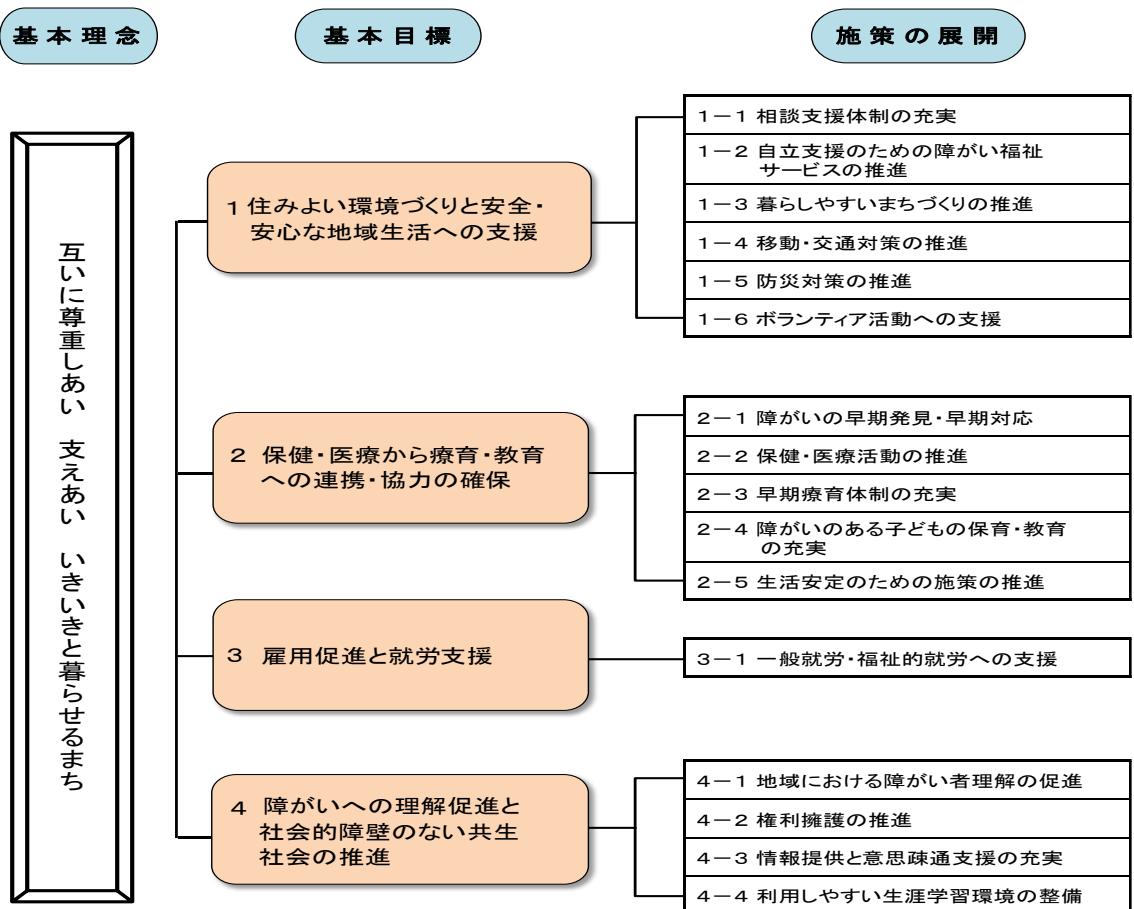 基本理念
基本目標
施策の展開
互いに尊重しあい 支えあい いきいきと暮らせるまち
1 住みよい環境づくりと安全・
安心な地域生活への支援
1－1 相談支援体制の充実
1－2 自立支援のための障がい福祉
サービスの推進
1－3 暮らしやすいまちづくりの推進
1－4 移動・交通対策の推進
1－5 防災対策の推進
1－6 ボランティア活動への支援
2 保健・医療から療育・教育
への連携・協力の確保
2－1 障がいの早期発見・早期対応
2－2 保健・医療活動の推進
2－3 早期療育体制の充実
2－4 障がいのある子どもの保育・教育
の充実
2－5 生活安定のための施策の推進
3 雇用促進と就労支援
3－1 一般就労・福祉的就労への支援
4 障がいへの理解促進と
社会的障壁のない共生
社会の推進
4－1 地域における障がい者理解の促進
4－2 権利擁護の推進
4－3 情報提供と意思疎通支援の充実
4－4 利用しやすい生涯学習環境の整備